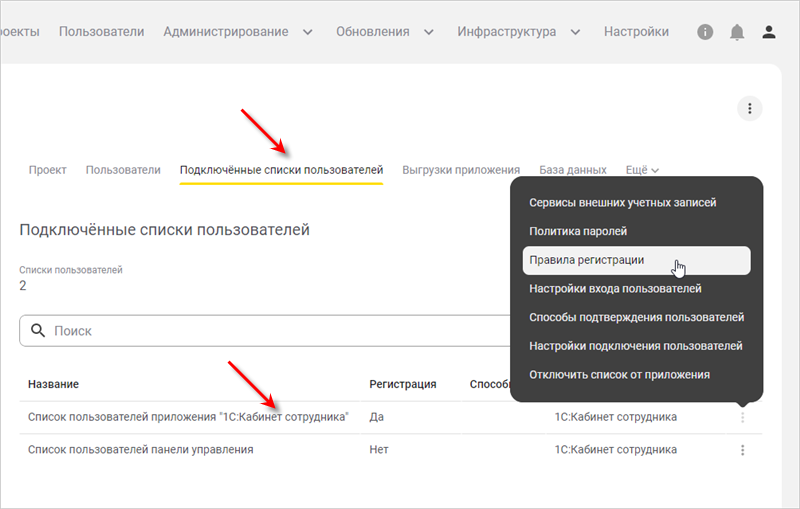 оекты Пользователи Администрирование Обновления Инфраструктура Настройки
Проект Пользователи Подключённые списки пользователей Выгрузки приложения База данных Ещё
Сервисы внешних учетных записей
Политика паролей
Правила регистрации
Настройки входа пользователей
Способы подтверждения пользователей
Настройки подключения пользователей
Отключить список от приложения
Подключённые списки пользователей
Списки пользователей
2
Поиск
Название Регистрация Способы
Список пользователей приложения "1С:Кабинет сотрудника" Да 1С:Кабинет сотрудника
Список пользователей панели управления Нет 1С:Кабинет сотрудника